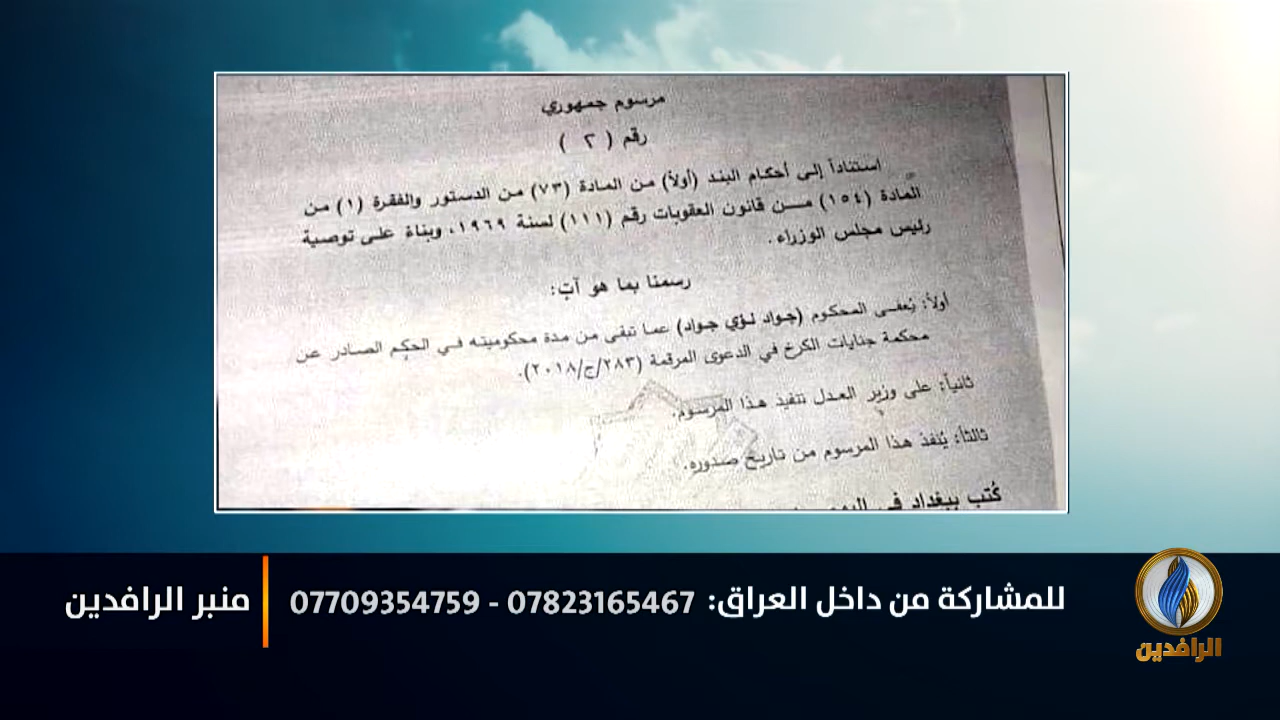 مرسوم جمهوري
رقم ( ٢ )
استناداً إلى أحكام البند (أولاً) من المادة (٧٣) من الدستور والفقرة (١) من
المادة (١٥٤) من قانون العقوبات رقم (١١١) لسنة ١٩٦٩، وبناءً على توصية
رئيس مجلس الوزراء.
رسمنا بما هو آتٍ:
أولاً: يُعفى المحكوم (جواد لؤي جواد) عما تبقى من مدة محكوميته في الحكم الصادر عن
محكمة جنايات الكرخ في الدعوى المرقمة (٢٨٣/ج/٢٠١٨).
ثانياً: على وزير العدل تنفيذ هذا المرسوم.
ثالثاً: يُنفذ هذا المرسوم من تاريخ صدوره.
كُتب ببغداد في
للمشاركة من داخل العراق: 07823165467 - 07709354759
منبر الرافدين
الرافدين